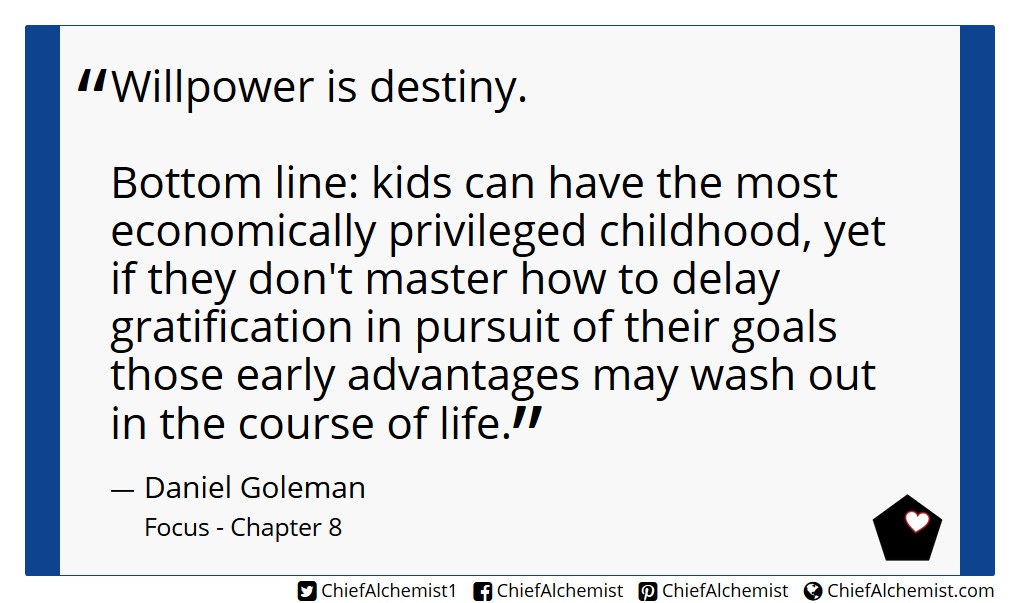 “Willpower is destiny.
Bottom line: kids can have the most
economically privileged childhood, yet
if they don't master how to delay
gratification in pursuit of their goals
those early advantages may wash out
in the course of life.”
— Daniel Goleman
Focus - Chapter 8
ChiefAlchemist1 ChiefAlchemist ChiefAlchemist ChiefAlchemist.com